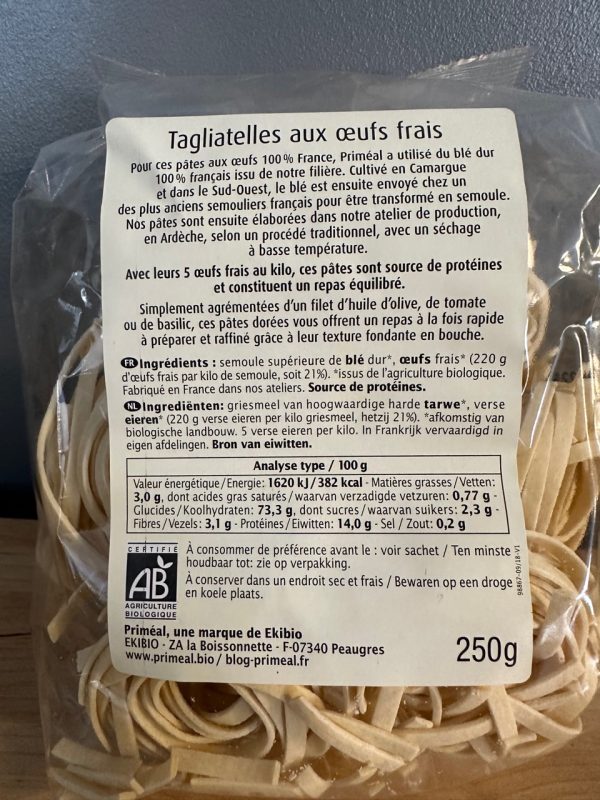 Tagliatelles aux œufs frais
Pour ces pâtes aux œufs 100% France, Priméal a utilisé du blé dur
100% français issu de notre filière. Cultivé en Camargue
et dans le Sud-Ouest, le blé est ensuite envoyé chez un
des plus anciens semouliers français pour être transformé en semoule.
Nos pâtes sont ensuite élaborées dans notre atelier de production,
en Ardèche, selon un procédé traditionnel, avec un séchage
à basse température.
Avec leurs 5 œufs frais au kilo, ces pâtes sont source de protéines
et constituent un repas équilibré.
Simplement agrémentées d'un filet d'huile d'olive, de tomate
ou de basilic, ces pâtes dorées vous offrent un repas à la fois rapide
à préparer et raffiné grâce à leur texture fondante en bouche.
FR Ingrédients : semoule supérieure de blé dur*, œufs frais* (220 g
d'œufs frais par kilo de semoule, soit 21%). *issus de l'agriculture biologique.
Fabriqué en France dans nos ateliers. Source de protéines.
NL Ingrediënten: griesmeel van hoogwaardige harde tarwe*, verse
eieren* (220 g verse eieren per kilo griesmeel, hetzij 21%). *afkomstig van
biologische landbouw. 5 verse eieren per kilo. In Frankrijk vervaardigd in
eigen afdelingen. Bron van eiwitten.
Analyse type / 100 g
Valeur énergétique/Energie: 1620 kJ/382 kcal - Matières grasses/Vetten:
3,0 g, dont acides gras saturés/waarvan verzadigde vetzuren: 0,77 g -
Glucides/Koolhydraten: 73,3 g, dont sucres/waarvan suikers: 2,3 g -
Fibres/Vezels: 3,1 g - Protéines/Eiwitten: 14,0 g - Sel / Zout: 0,2 g
CERTIFIÉ
AB
AGRICULTURE
BIOLOGIQUE
À consommer de préférence avant le : voir sachet / Ten minste
houdbaar tot: zie op verpakking.
À conserver dans un endroit sec et frais / Bewaren op een droge
en koele plaats.
98867-09/18-V1
Priméal, une marque de Ekibio
EKIBIO - ZA la Boissonnette - F-07340 Peaugres
www.primeal.bio / blog-primeal.fr
250g